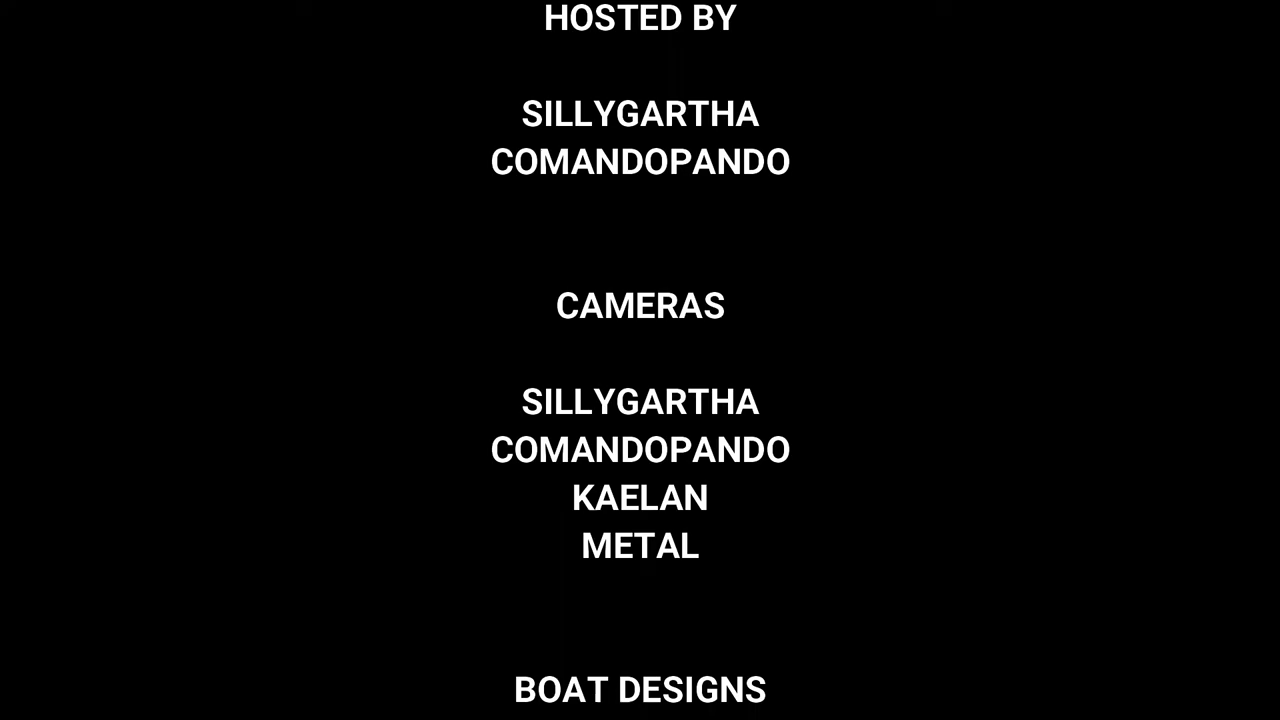 HOSTED BY
SILLYGARTHA
COMANDOPANDO
CAMERAS
SILLYGARTHA
COMANDOPANDO
KAELAN
METAL
BOAT DESIGNS